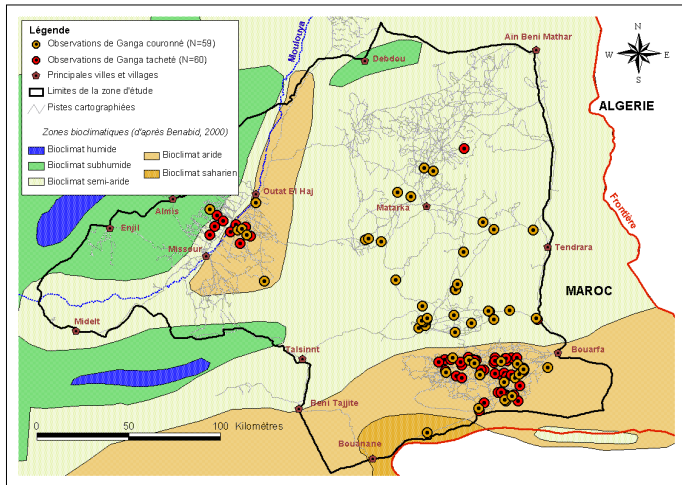 Légende
Observations de Ganga couronné (N=59)
Observations de Ganga tacheté (N=60)
Principales villes et villages
Limites de la zone d'étude
Pistes cartographiées
Zones bioclimatiques (d'après Benabid, 2000)
Bioclimat humide
Bioclimat subhumide
Bioclimat semi-aride
Bioclimat aride
Bioclimat saharien
Moulouya
Debdou
Ain Beni Mathar
N
W
E
S
ALGERIE
Frontière
Outat El Haj
Almis
Enjil
Missour
Matarka
Tendrara
MAROC
Midelt
Talsinnt
Bouarfa
Beni Tajjite
Bouanane
0 50 100 Kilomètres